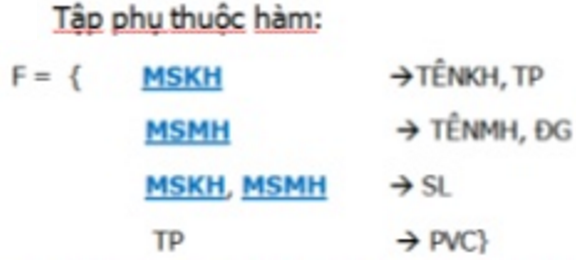 Tập phụ thuộc hàm:
F = { MSKH →TÊNKH, TP
MSMH → TÊNMH, ĐG
MSKH, MSMH → SL
TP → PVC}